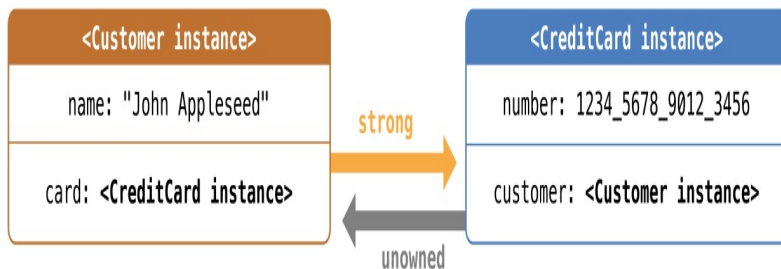 <Customer instance>
name: "John Appleseed"
card: <CreditCard instance>
strong
unowned
<CreditCard instance>
number: 1234_5678_9012_3456
customer: <Customer instance>